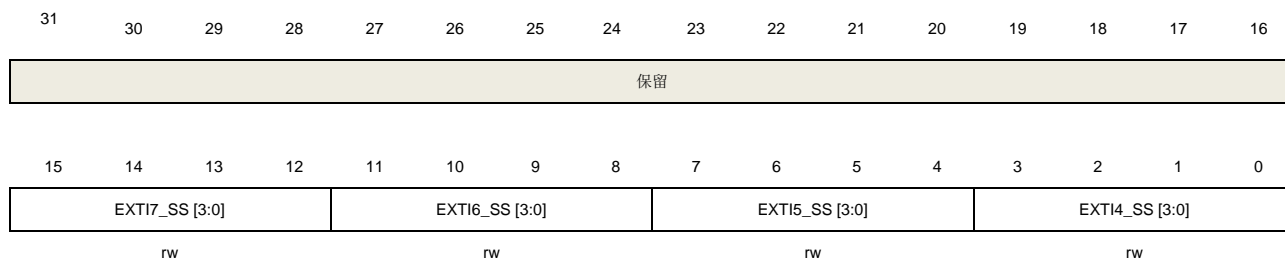 31 30 29 28 27 26 25 24 23 22 21 20 19 18 17 16
保留
15 14 13 12 11 10 9 8 7 6 5 4 3 2 1 0
EXTI7_SS [3:0] EXTI6_SS [3:0] EXTI5_SS [3:0] EXTI4_SS [3:0]
rw rw rw rw